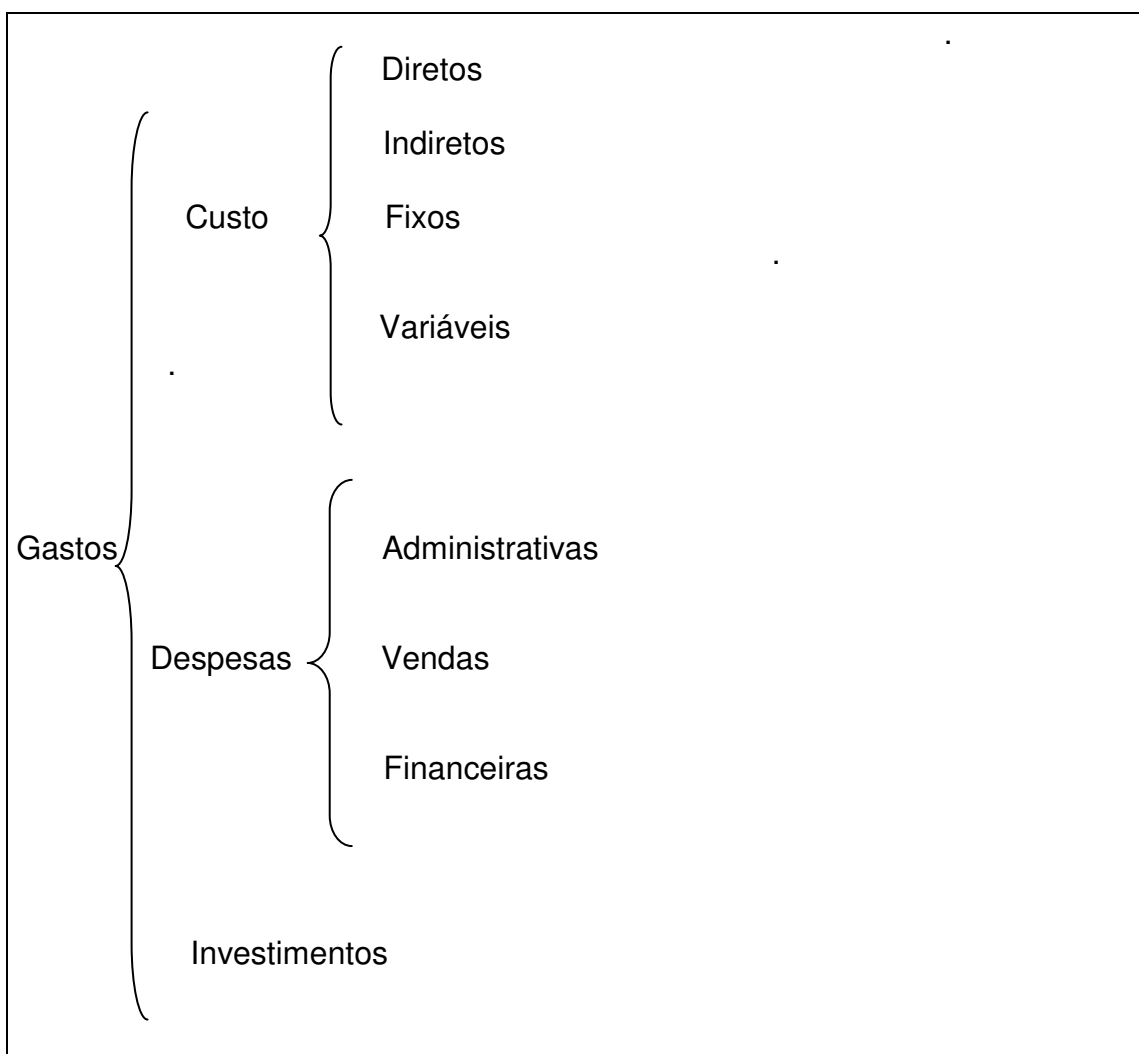 Diretos
Indiretos
Custo Fixos
Variáveis
Gastos Administrativas
Despesas Vendas
Financeiras
Investimentos